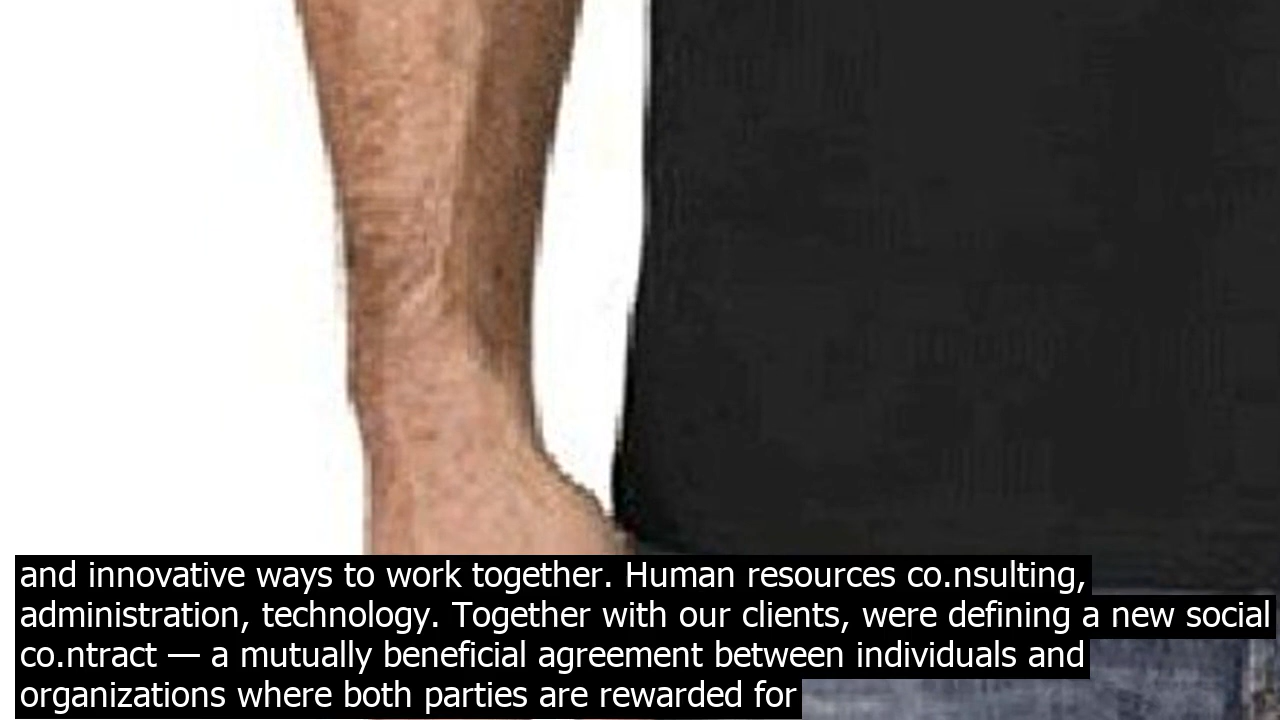 and innovative ways to work together. Human resources co.nsulting,
administration, technology. Together with our clients, were defining a new social
co.ntract — a mutually beneficial agreement between individuals and
organizations where both parties are rewarded for